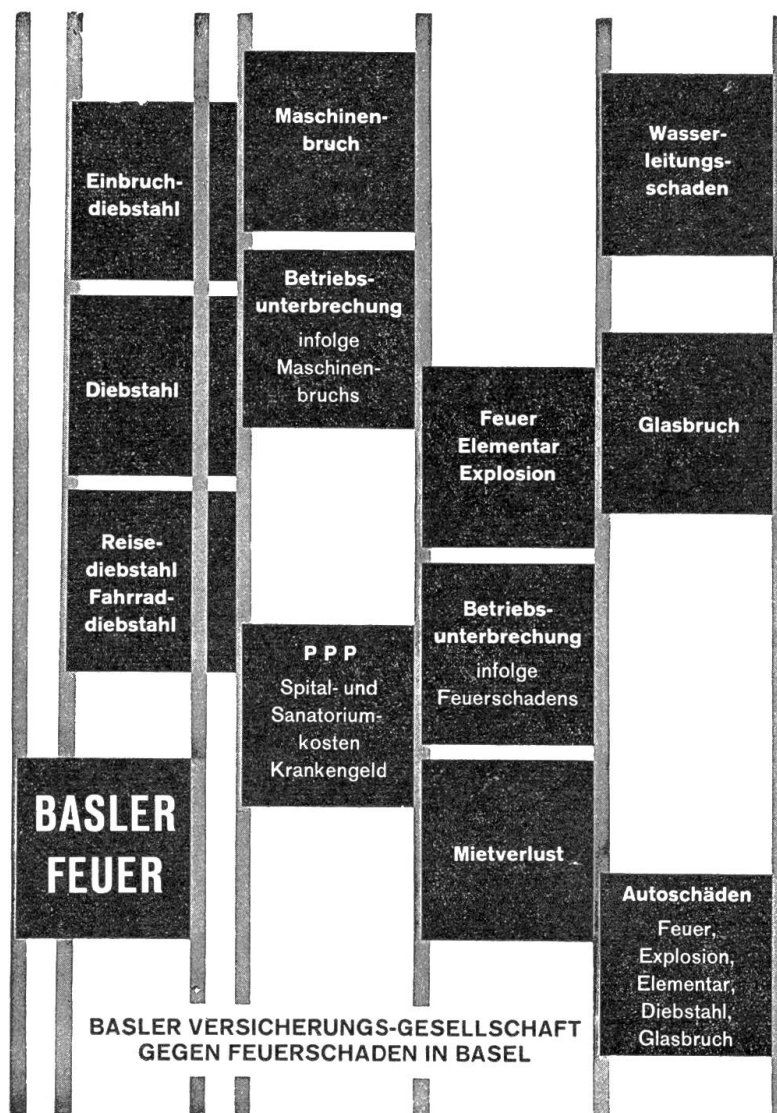 Einbruch-
diebstahl
Diebstahl
Reise-
diebstahl
Fahrrad-
diebstahl
BASLER
FEUER
Maschinen-
bruch
Betriebs-
unterbrechung
infolge
Maschinen-
bruchs
P P P
Spital- und
Sanatorium-
kosten
Krankengeld
Feuer
Elementar
Explosion
Betriebs-
unterbrechung
infolge
Feuerschadens
Mietverlust
Wasser-
leitungs-
schaden
Glasbruch
Autoschäden
Feuer,
Explosion,
Elementar,
Diebstahl,
Glasbruch
BASLER VERSICHERUNGS-GESELLSCHAFT
GEGEN FEUERSCHADEN IN BASEL